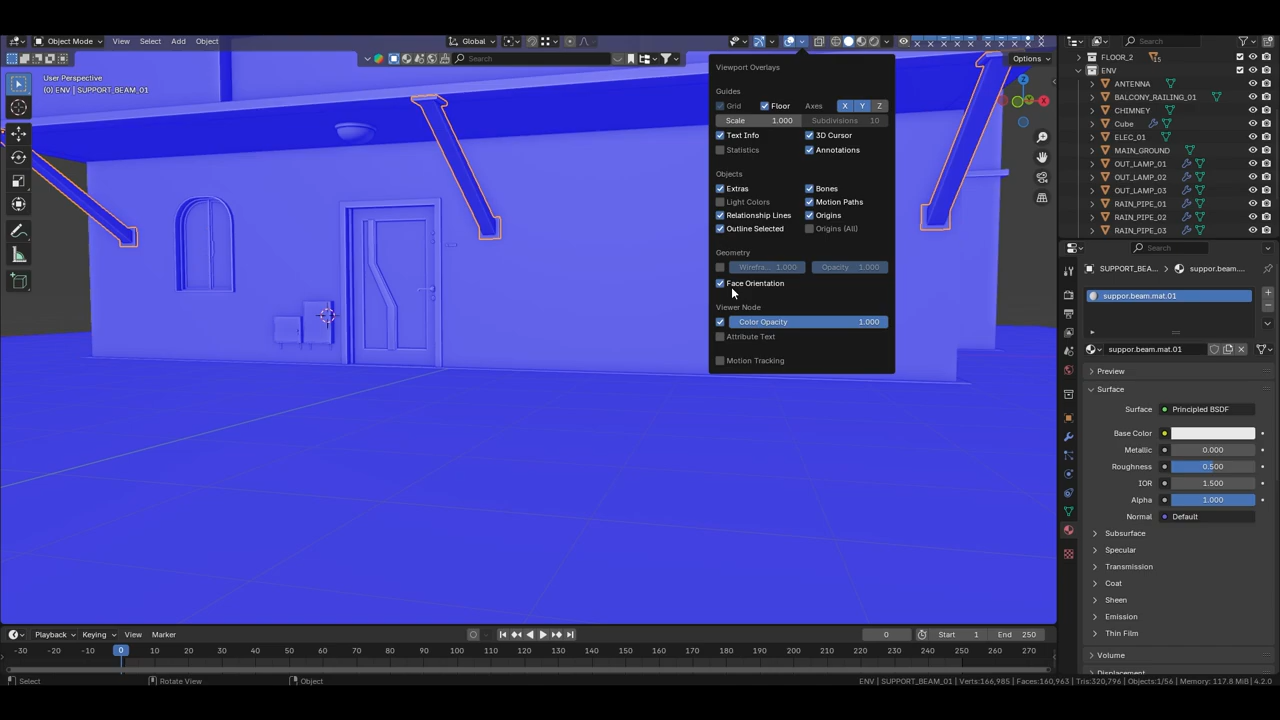 Object Mode View Select Add Object Global
Search
Options
User Perspective
(0) ENV | SUPPORT_BEAM_01
Viewport Overlays
Guides
Grid Floor Axes X Y Z
Scale 1.000 Subdivisions 10
Text Info 3D Cursor
Statistics Annotations
Objects
Extras Bones
Light Colors Motion Paths
Relationship Lines Origins
Outline Selected Origins (All)
Geometry
Wirefra... 1.000 Opacity 1.000
Face Orientation
Viewer Node
Color Opacity 1.000
Attribute Text
Motion Tracking
Search
FLOOR_2 15
ENV
ANTENNA
BALCONY_RAILING_01
CHIMNEY
Cube
ELEC_01
MAIN_GROUND
OUT_LAMP_01
OUT_LAMP_02
OUT_LAMP_03
RAIN_PIPE_01
RAIN_PIPE_02
RAIN_PIPE_03
Search
SUPPORT_BEA... suppor.beam....
suppor.beam.mat.01
suppor.beam.mat.01
Preview
Surface
Surface Principled BSDF
Base Color
Metallic 0.000
Roughness 0.500
IOR 1.500
Alpha 1.000
Normal Default
Subsurface
Specular
Transmission
Coat
Sheen
Emission
Thin Film
Volume
Displacement
Playback Keying View Marker 0 Start 1 End 250
-30 -20 -10 0 10 20 30 40 50 60 70 80 90 100 110 120 130 140 150 160 170 180 190 200 210 220 230 240 250 260 270
Select Rotate View Object ENV | SUPPORT_BEAM_01 | Verts:166,985 | Faces:160,963 | Tris:320,796 | Objects:1/56 | Memory: 117.8 MiB | 4.2.0
X
Z